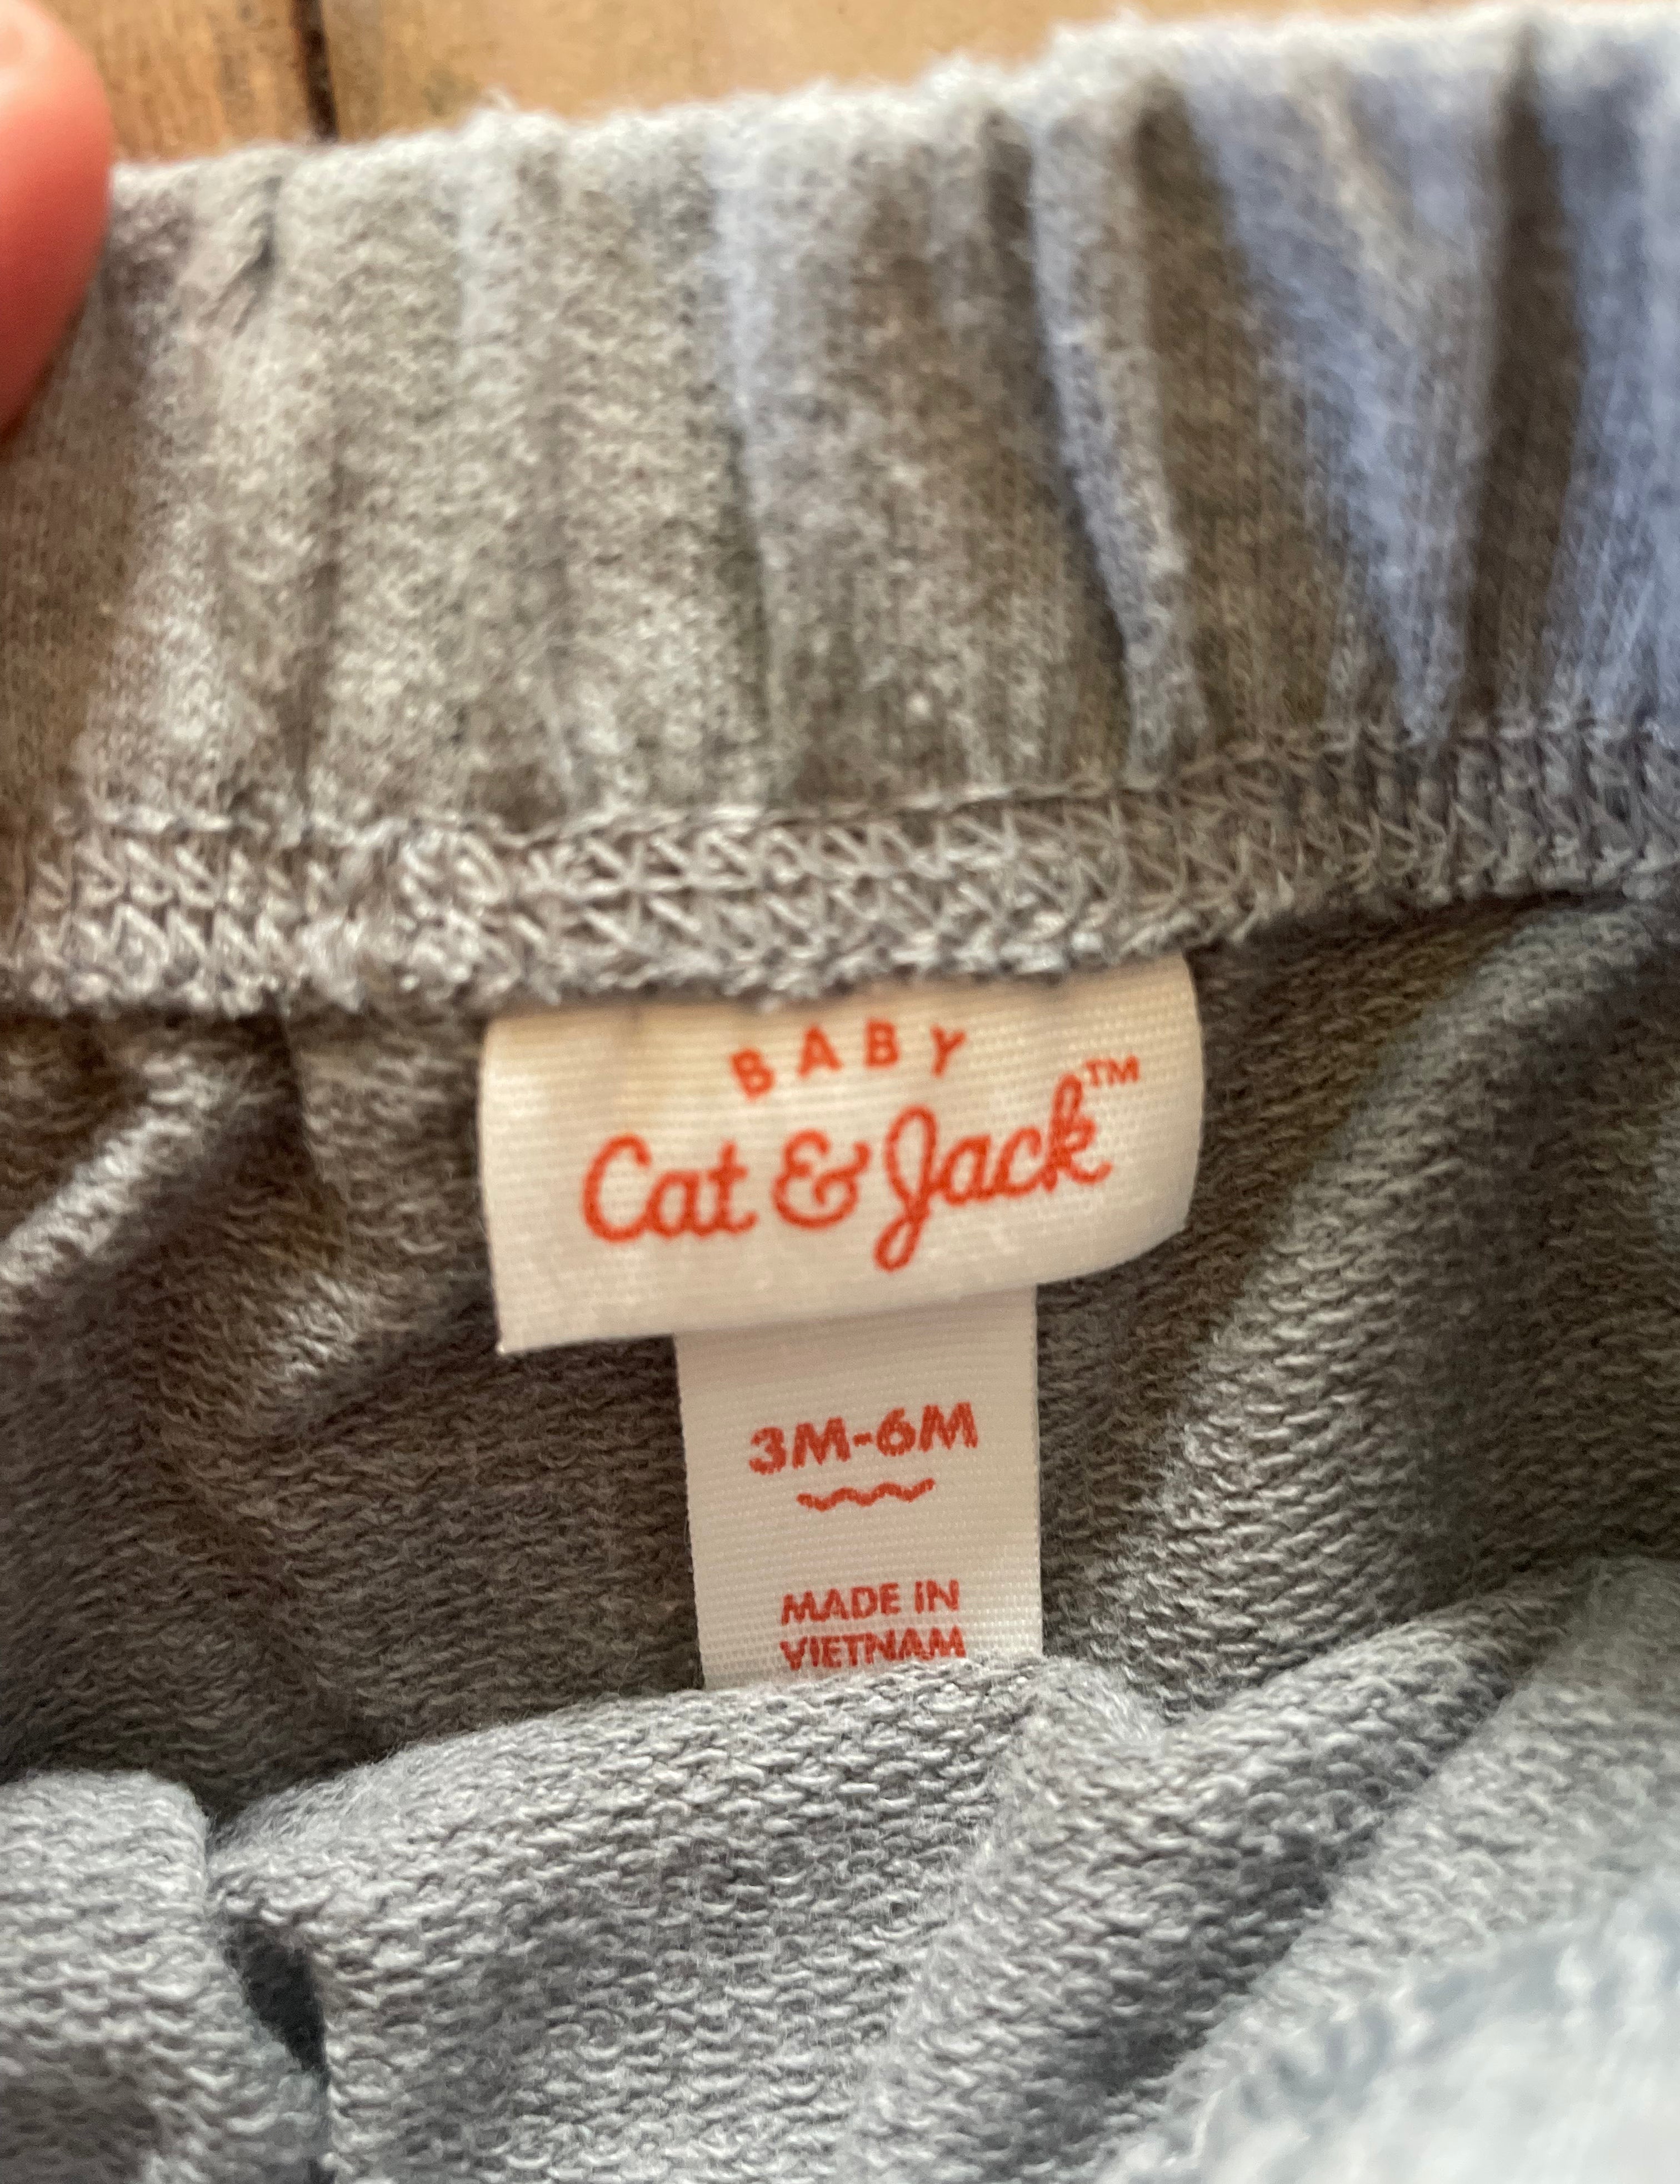 BABY
Cat & Jack™
3M-6M
MADE IN
VIETNAM